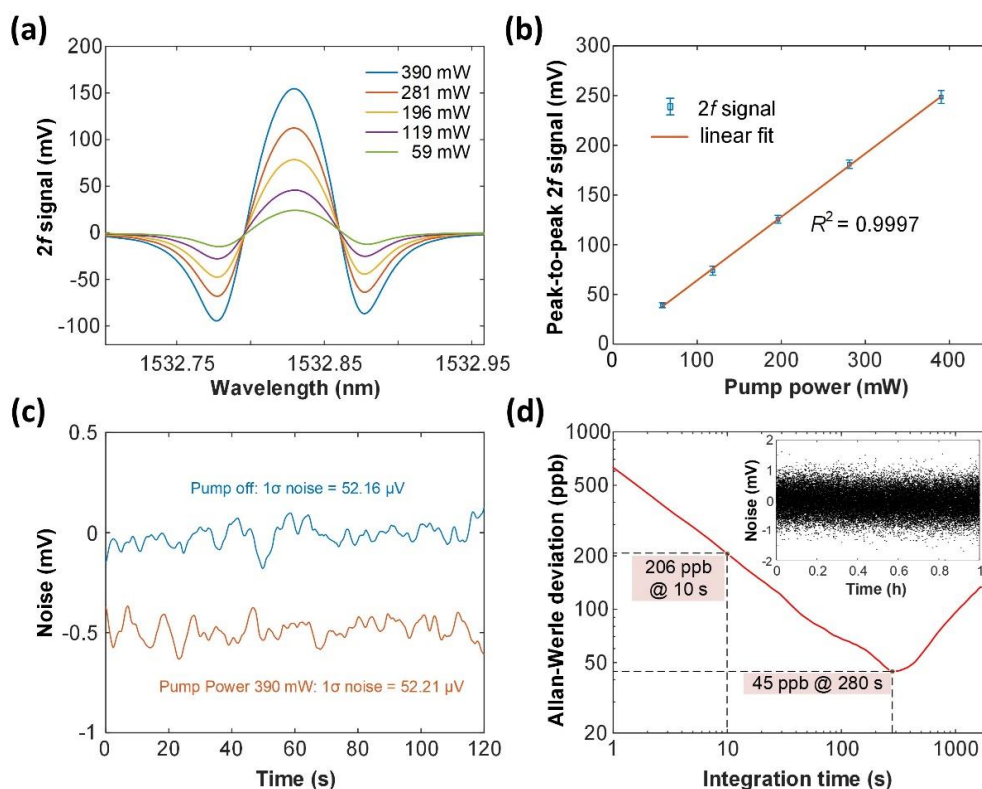 (a)
200
150
100
50
0
-50
-100
2f signal (mV)
390 mW
281 mW
196 mW
119 mW
59 mW
1532.75
1532.85
1532.95
Wavelength (nm)
(b)
300
250
200
150
100
50
0
Peak-to-peak 2f signal (mV)
2f signal
linear fit
R² = 0.9997
0
100
200
300
400
Pump power (mW)
(c)
0.5
0
-0.5
-1
Noise (mV)
Pump off: 1σ noise = 52.16 µV
Pump Power 390 mW: 1σ noise = 52.21 µV
0
20
40
60
80
100
120
Time (s)
(d)
1000
500
200
100
50
20
Allan-Werle deviation (ppb)
206 ppb
@ 10 s
45 ppb @ 280 s
2
1
0
-1
-2
Noise (mV)
0
0.2
0.4
0.6
0.8
1
Time (h)
1
10
100
1000
Integration time (s)